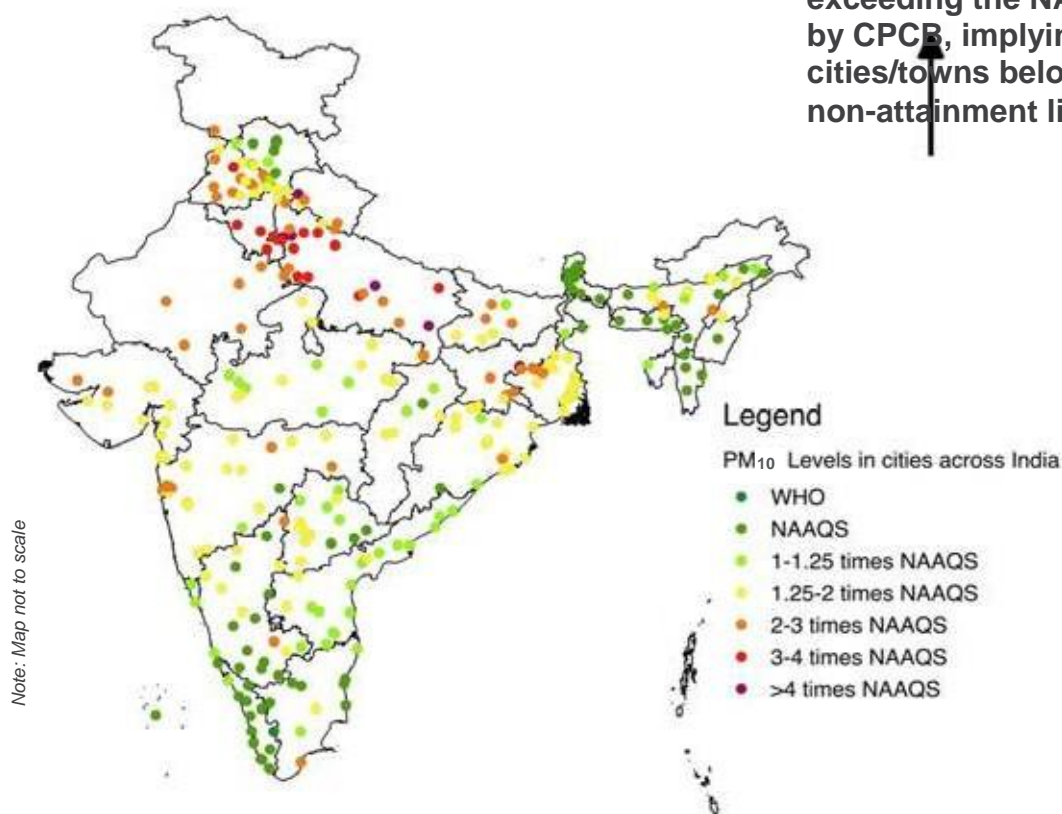 exceeding the NA
by CPCB, implyin
cities/towns belo
non-attainment li
Legend
PM10 Levels in cities across India
WHO
NAAQS
1-1.25 times NAAQS
1.25-2 times NAAQS
2-3 times NAAQS
3-4 times NAAQS
>4 times NAAQS
Note: Map not to scale